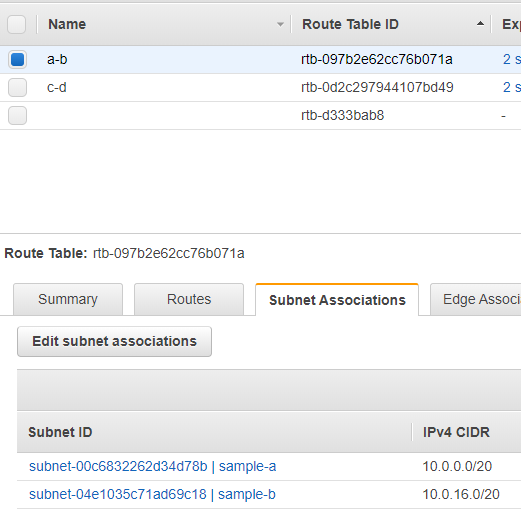 Name Route Table ID Exp
a-b rtb-097b2e62cc76b071a 2 s
c-d rtb-0d2c297944107bd49 2 s
rtb-d333bab8 -
Route Table: rtb-097b2e62cc76b071a
Summary Routes Subnet Associations Edge Associ
Edit subnet associations
Subnet ID IPv4 CIDR
subnet-00c6832262d34d78b | sample-a 10.0.0.0/20
subnet-04e1035c71ad69c18 | sample-b 10.0.16.0/20